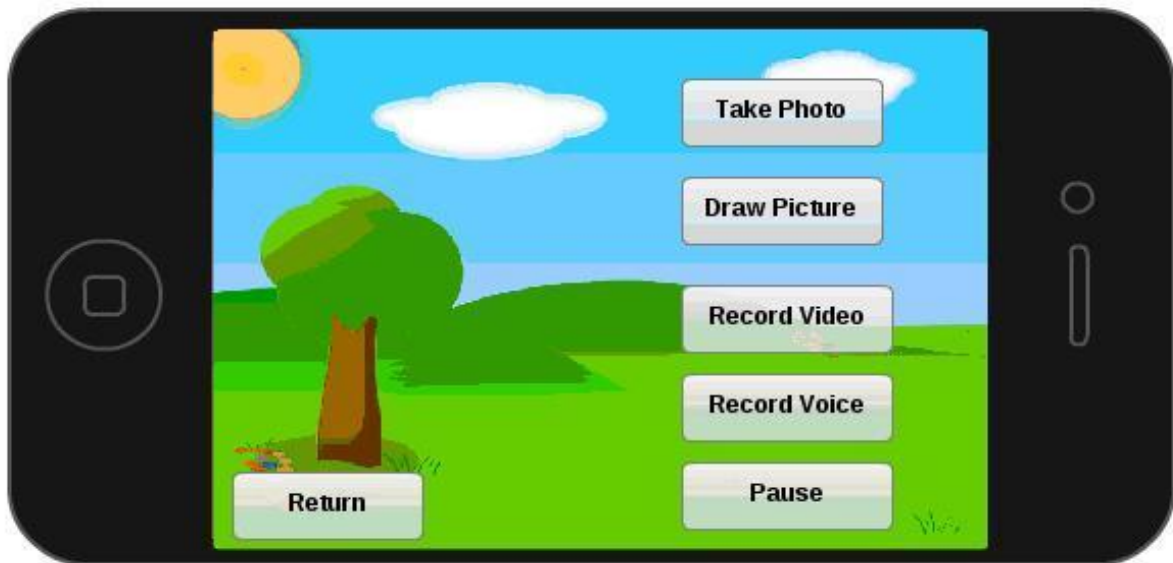 Take Photo
Draw Picture
Record Video
Record Voice
Pause
Return